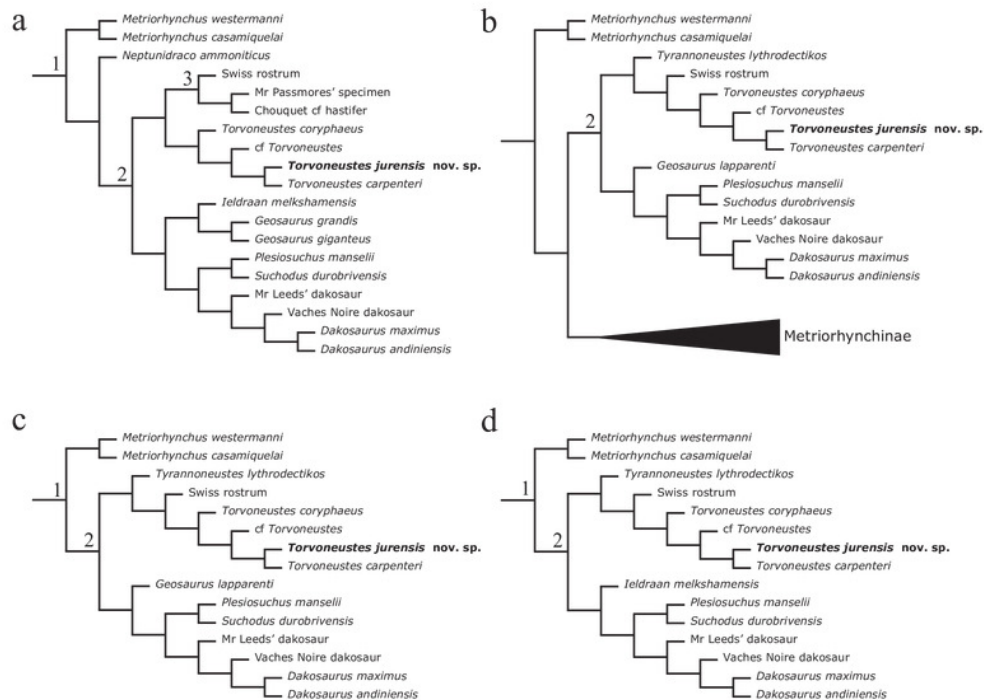 a
Metriorhynchus westermanni
Metriorhynchus casamiquelai
1
Neptunidraco ammoniticus
3
Swiss rostrum
Mr Passmores' specimen
Chouquet cf hastifer
Torvoneustes coryphaeus
cf Torvoneustes
2
Torvoneustes jurensis nov. sp.
Torvoneustes carpenteri
Ieldraan melkshamensis
Geosaurus grandis
Geosaurus giganteus
Plesiosuchus manselii
Suchodus durobrivensis
Mr Leeds' dakosaur
Vaches Noire dakosaur
Dakosaurus maximus
Dakosaurus andiniensis
b
Metriorhynchus westermanni
Metriorhynchus casamiquelai
Tyrannoneustes lythrodectikos
Swiss rostrum
Torvoneustes coryphaeus
cf Torvoneustes
2
Torvoneustes jurensis nov. sp.
Torvoneustes carpenteri
Geosaurus lapparenti
Plesiosuchus manselii
Suchodus durobrivensis
Mr Leeds' dakosaur
Vaches Noire dakosaur
Dakosaurus maximus
Dakosaurus andiniensis
Metriorhynchinae
c
Metriorhynchus westermanni
Metriorhynchus casamiquelai
Tyrannoneustes lythrodectikos
1
Swiss rostrum
Torvoneustes coryphaeus
cf Torvoneustes
2
Torvoneustes jurensis nov. sp.
Torvoneustes carpenteri
Geosaurus lapparenti
Plesiosuchus manselii
Suchodus durobrivensis
Mr Leeds' dakosaur
Vaches Noire dakosaur
Dakosaurus maximus
Dakosaurus andiniensis
d
Metriorhynchus westermanni
Metriorhynchus casamiquelai
Tyrannoneustes lythrodectikos
1
Swiss rostrum
Torvoneustes coryphaeus
cf Torvoneustes
2
Torvoneustes jurensis nov. sp.
Torvoneustes carpenteri
Ieldraan melkshamensis
Plesiosuchus manselii
Suchodus durobrivensis
Mr Leeds' dakosaur
Vaches Noire dakosaur
Dakosaurus maximus
Dakosaurus andiniensis